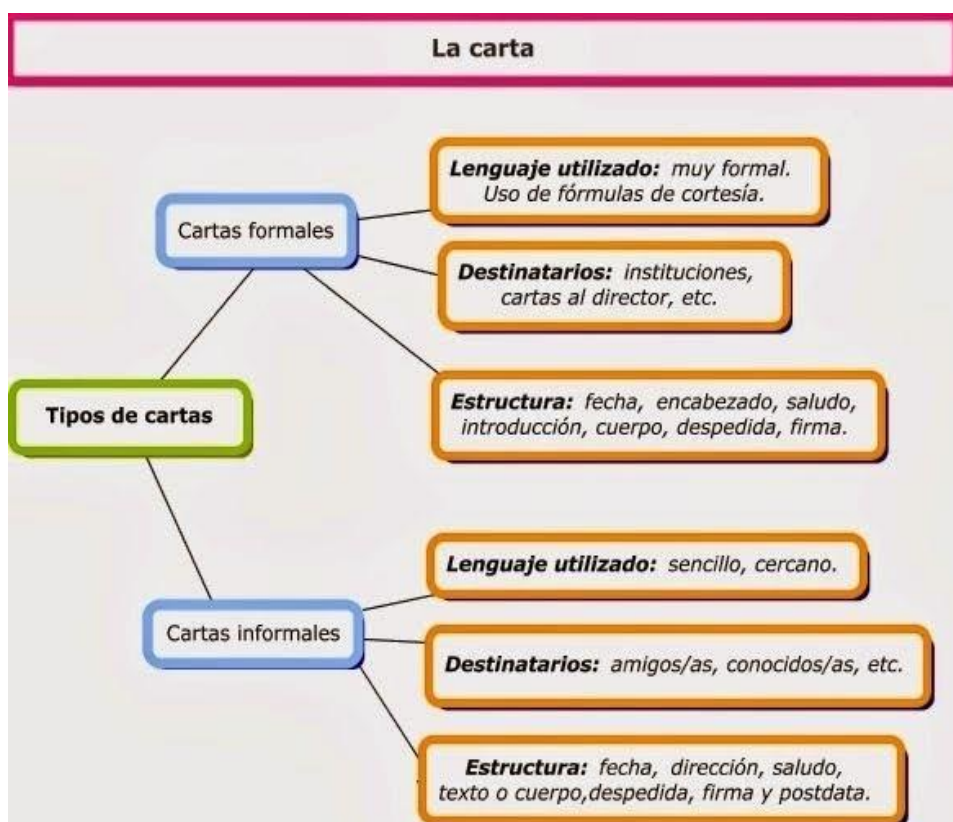 La carta
Tipos de cartas
Cartas formales
Lenguaje utilizado: muy formal.
Uso de fórmulas de cortesía.
Destinatarios: instituciones,
cartas al director, etc.
Estructura: fecha, encabezado, saludo,
introducción, cuerpo, despedida, firma.
Cartas informales
Lenguaje utilizado: sencillo, cercano.
Destinatarios: amigos/as, conocidos/as, etc.
Estructura: fecha, dirección, saludo,
texto o cuerpo,despedida, firma y postdata.